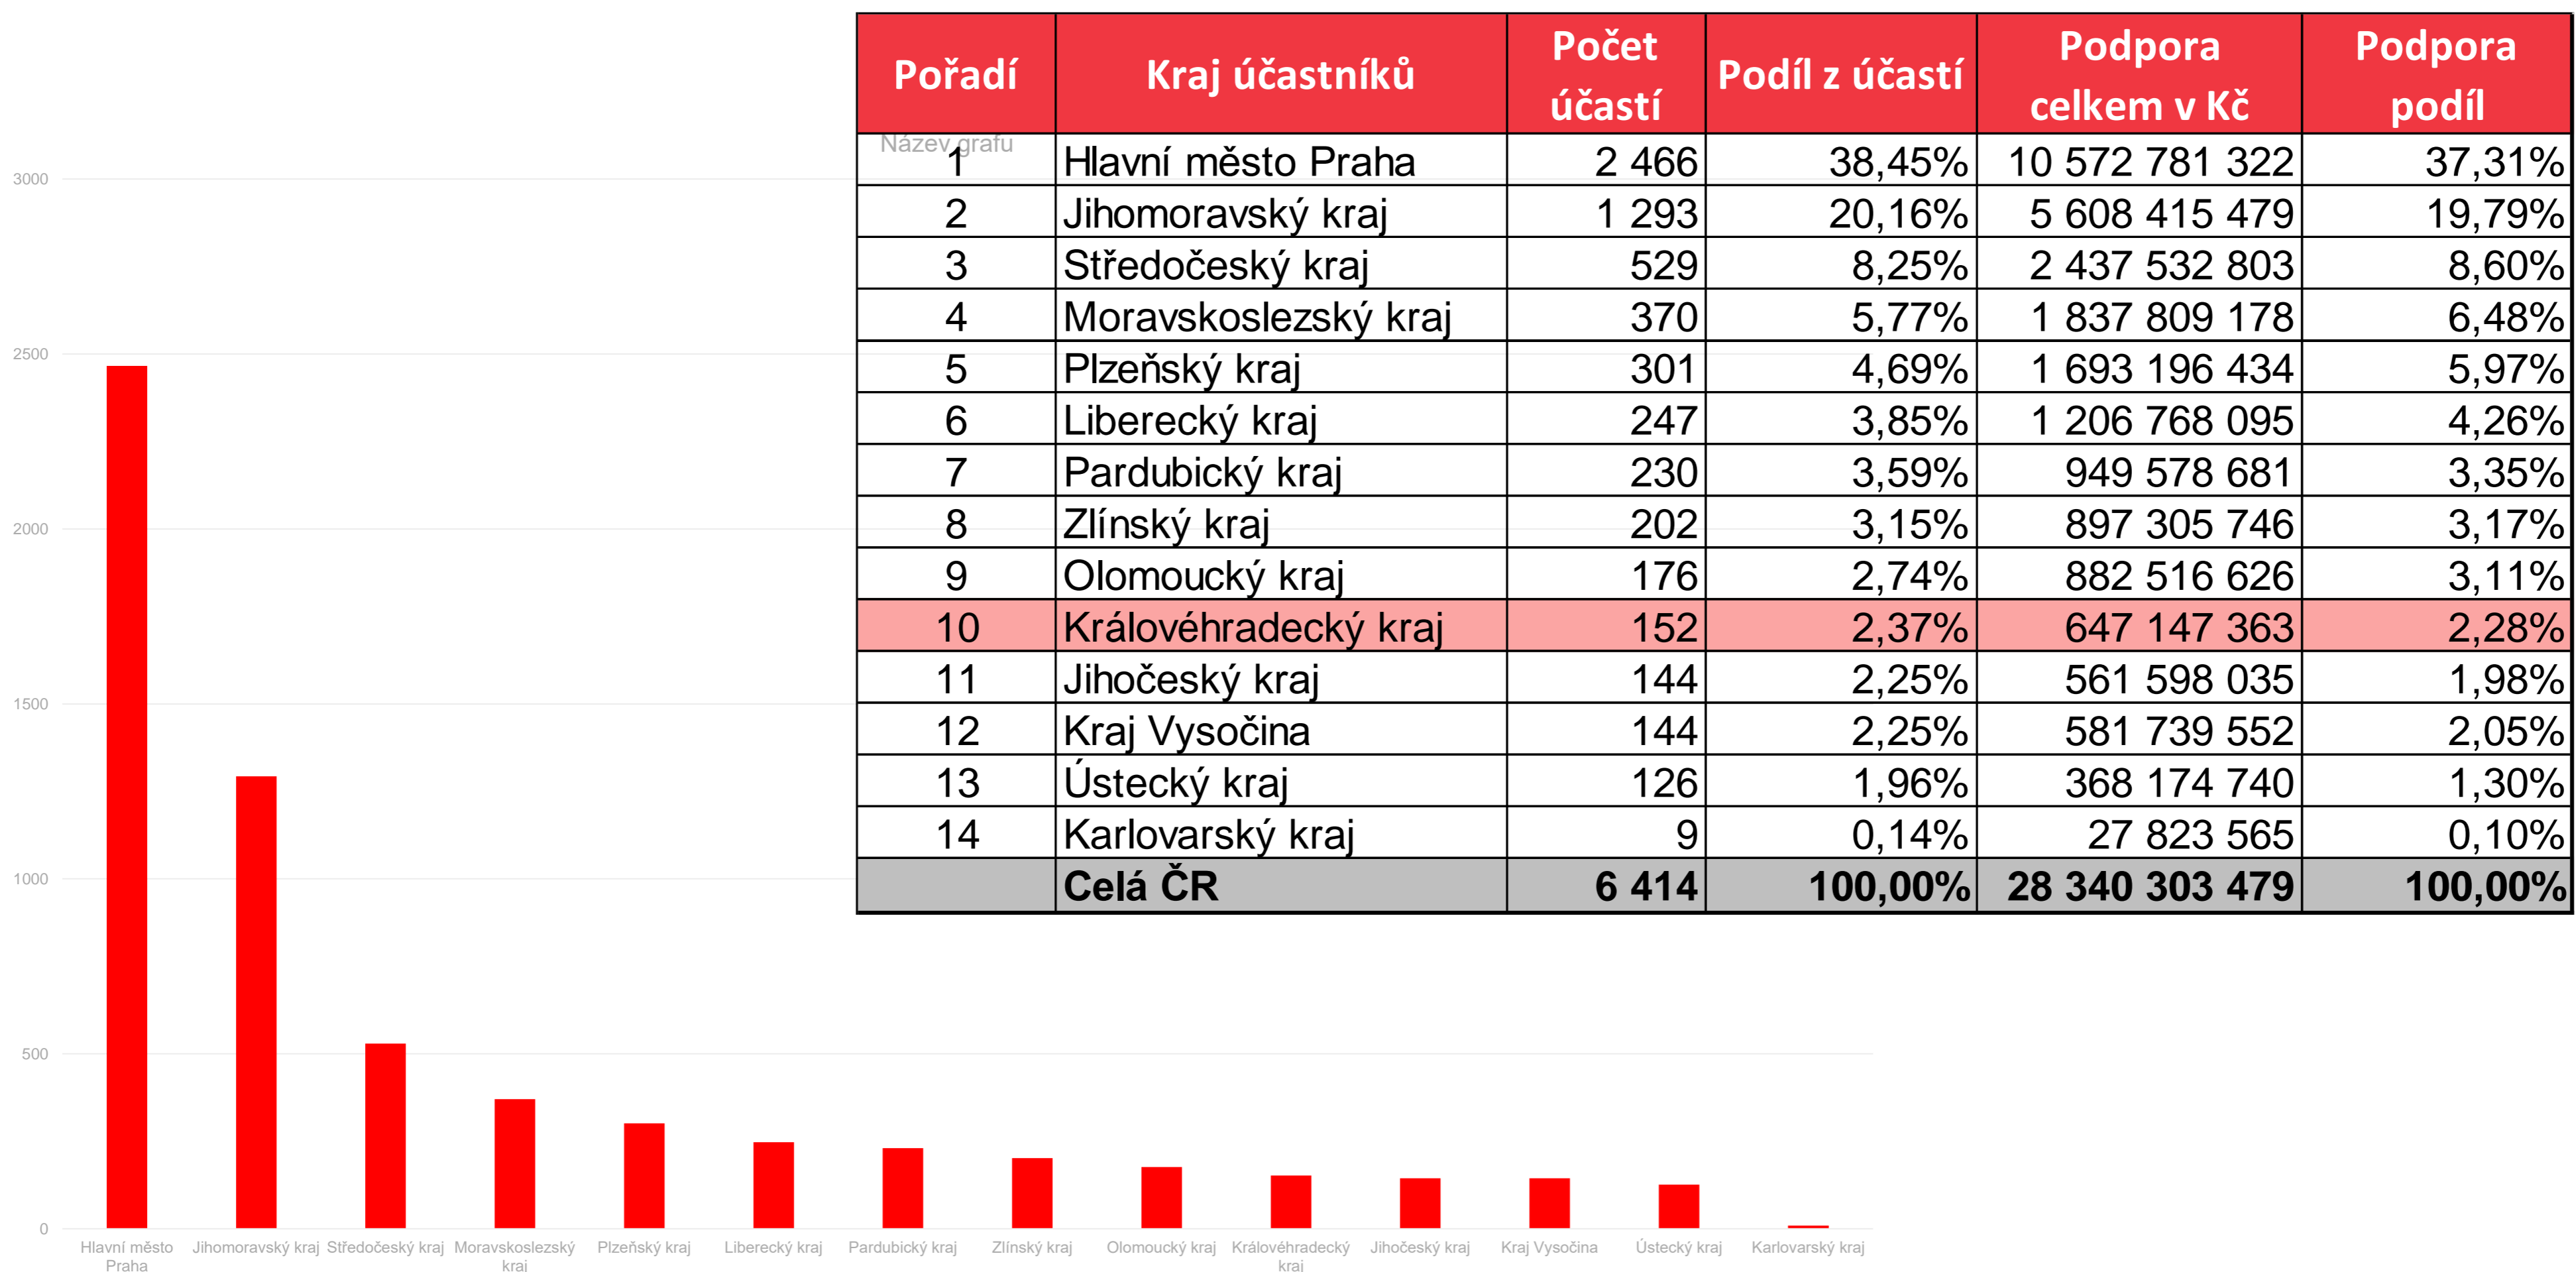 Pořadí Kraj účastníků Počet účastí Podíl z účastí Podpora celkem v Kč Podpora podíl
Název grafu
1 Hlavní město Praha 2 466 38,45% 10 572 781 322 37,31%
2 Jihomoravský kraj 1 293 20,16% 5 608 415 479 19,79%
3 Středočeský kraj 529 8,25% 2 437 532 803 8,60%
4 Moravskoslezský kraj 370 5,77% 1 837 809 178 6,48%
5 Plzeňský kraj 301 4,69% 1 693 196 434 5,97%
6 Liberecký kraj 247 3,85% 1 206 768 095 4,26%
7 Pardubický kraj 230 3,59% 949 578 681 3,35%
8 Zlínský kraj 202 3,15% 897 305 746 3,17%
9 Olomoucký kraj 176 2,74% 882 516 626 3,11%
10 Královéhradecký kraj 152 2,37% 647 147 363 2,28%
11 Jihočeský kraj 144 2,25% 561 598 035 1,98%
12 Kraj Vysočina 144 2,25% 581 739 552 2,05%
13 Ústecký kraj 126 1,96% 368 174 740 1,30%
14 Karlovarský kraj 9 0,14% 27 823 565 0,10%
Celá ČR 6 414 100,00% 28 340 303 479 100,00%
3000
2500
2000
1500
1000
500
0
Hlavní město Praha
Jihomoravský kraj
Středočeský kraj
Moravskoslezský kraj
Plzeňský kraj
Liberecký kraj
Pardubický kraj
Zlínský kraj
Olomoucký kraj
Královéhradecký kraj
Jihočeský kraj
Kraj Vysočina
Ústecký kraj
Karlovarský kraj